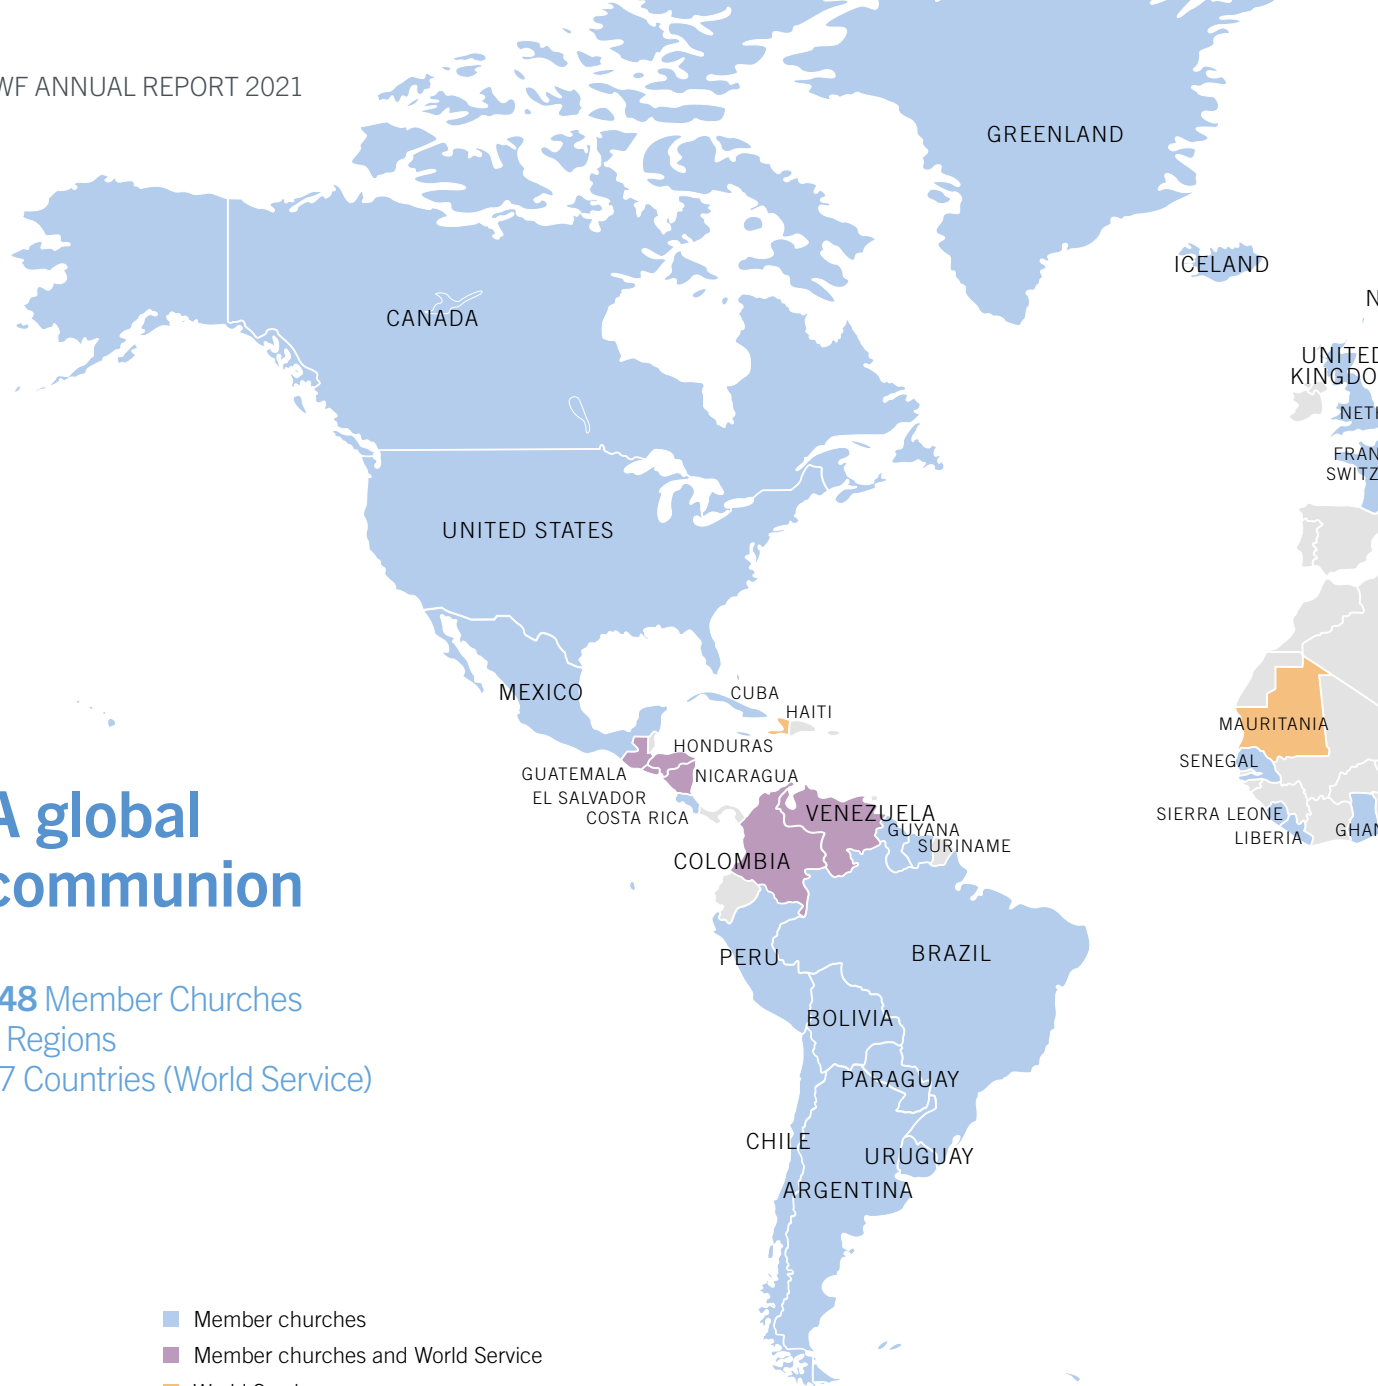 WF ANNUAL REPORT 2021
GREENLAND
ICELAND
N
CANADA
UNITED
KINGDO
NETH
FRAN
SWITZ
UNITED STATES
MEXICO
CUBA
HAITI
MAURITANIA
HONDURAS
SENEGAL
GUATEMALA
NICARAGUA
EL SALVADOR
COSTA RICA
VENEZUELA
SIERRA LEONE
GUYANA
GHAN
LIBERIA
SURINAME
COLOMBIA
A global
communion
PERU
BRAZIL
48 Member Churches
Regions
7 Countries (World Service)
BOLIVIA
PARAGUAY
CHILE
URUGUAY
ARGENTINA
Member churches
Member churches and World Service